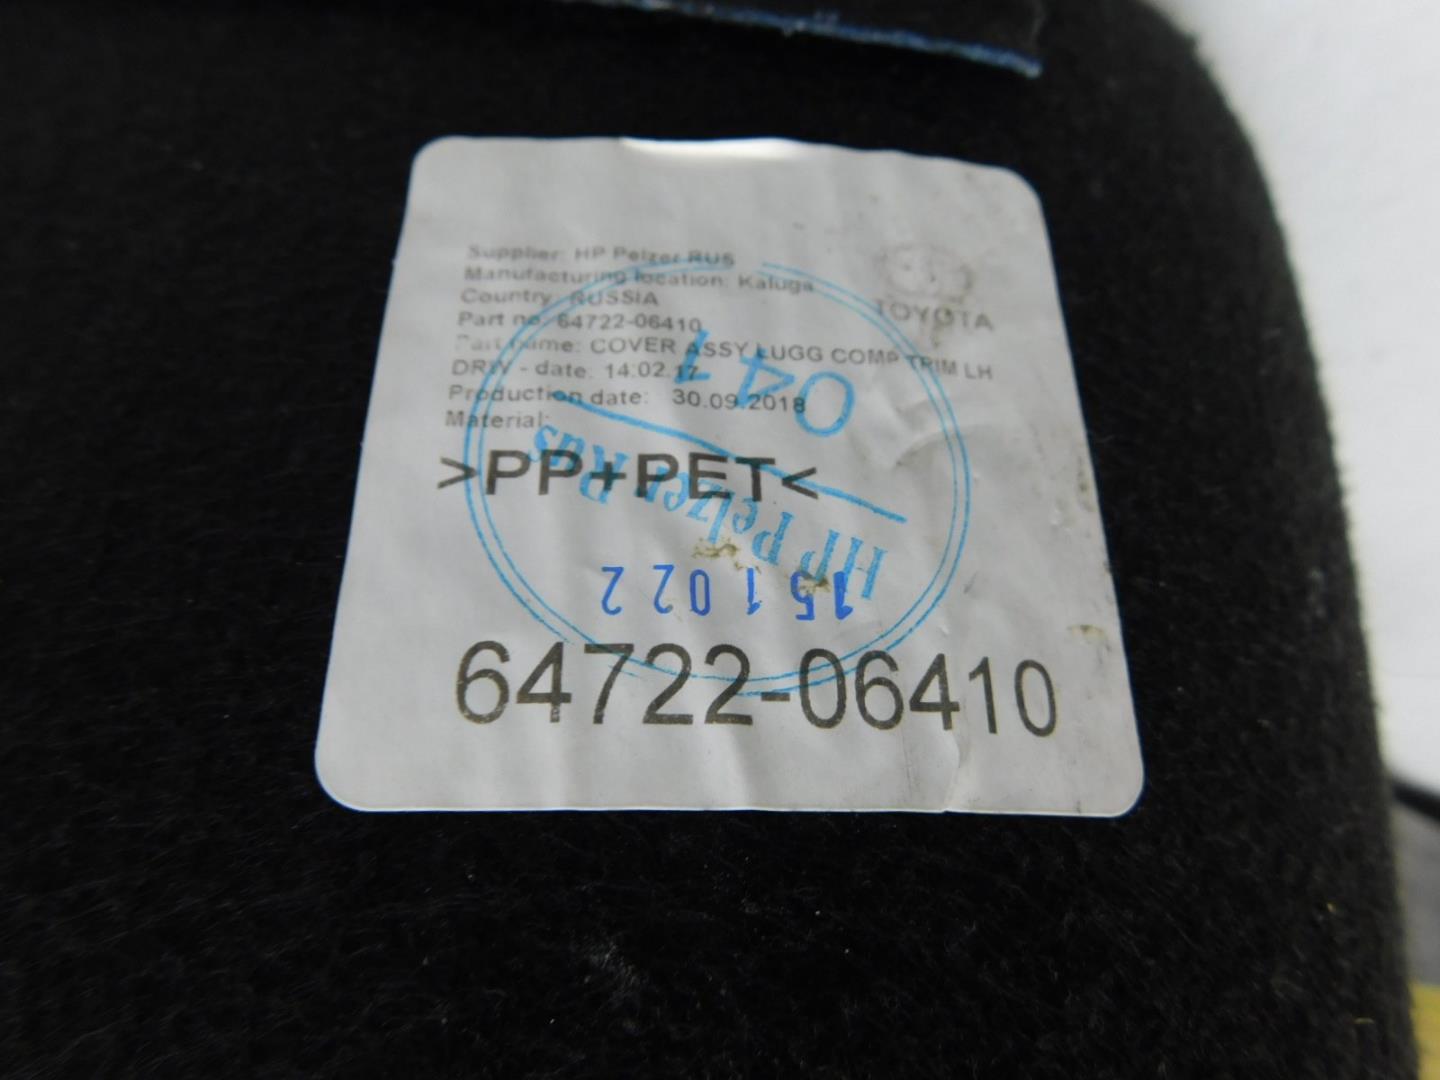 Supplier: HP Pelzer RUS
Manufacturing location: Kaluga
Country: RUSSIA
Part no: 64722-06410
Part name: COVER ASSY LUGG COMP TRIM LH
DRW - date: 14.02.17
Production date: 30.09.2018
Material:
TOYOTA
>PP+PET<
041
HP Pelzer Rus
151022
64722-06410